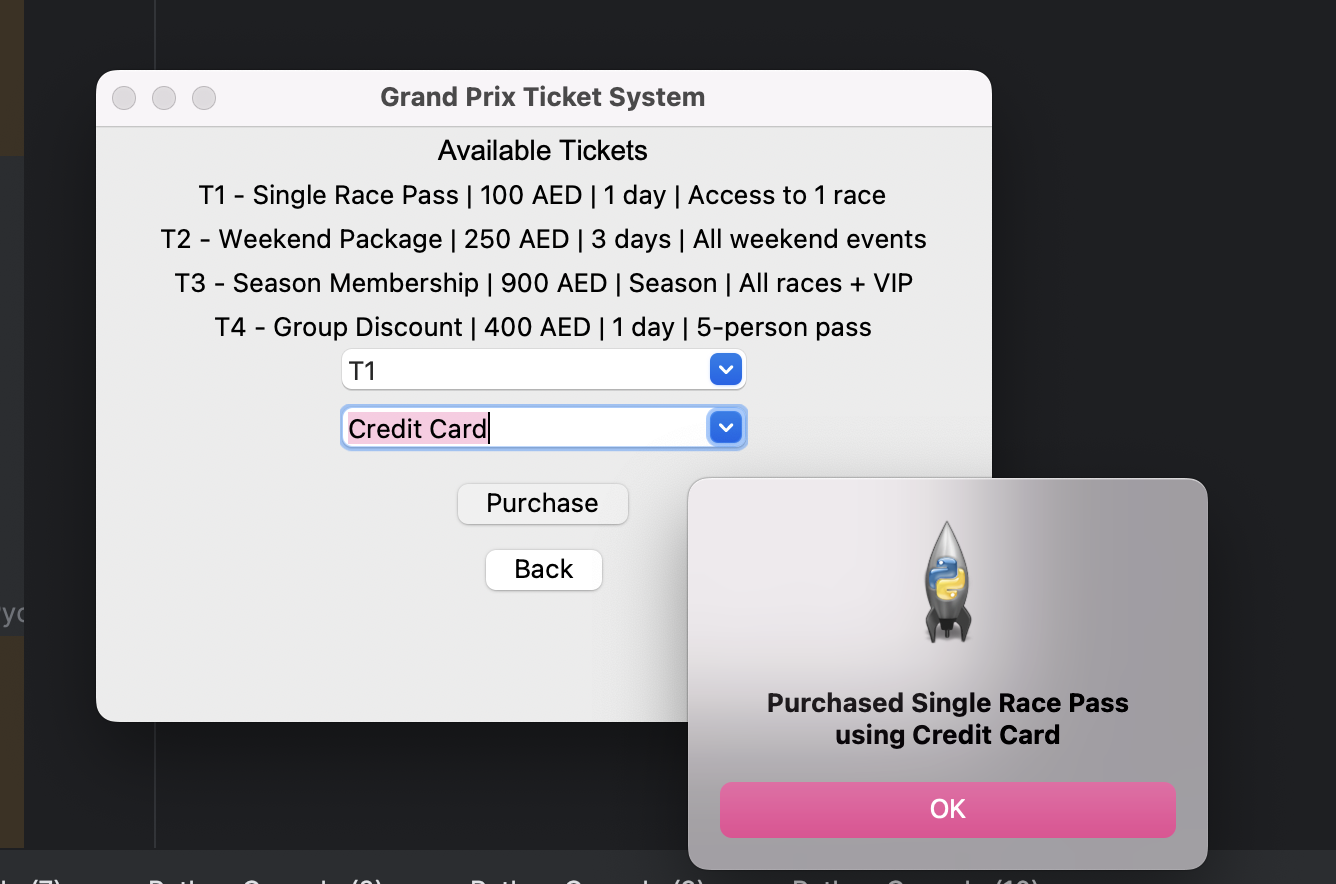 Grand Prix Ticket System
Available Tickets
T1 - Single Race Pass | 100 AED | 1 day | Access to 1 race
T2 - Weekend Package | 250 AED | 3 days | All weekend events
T3 - Season Membership | 900 AED | Season | All races + VIP
T4 - Group Discount | 400 AED | 1 day | 5-person pass
T1
Credit Card
Purchase
Back
Purchased Single Race Pass
using Credit Card
OK